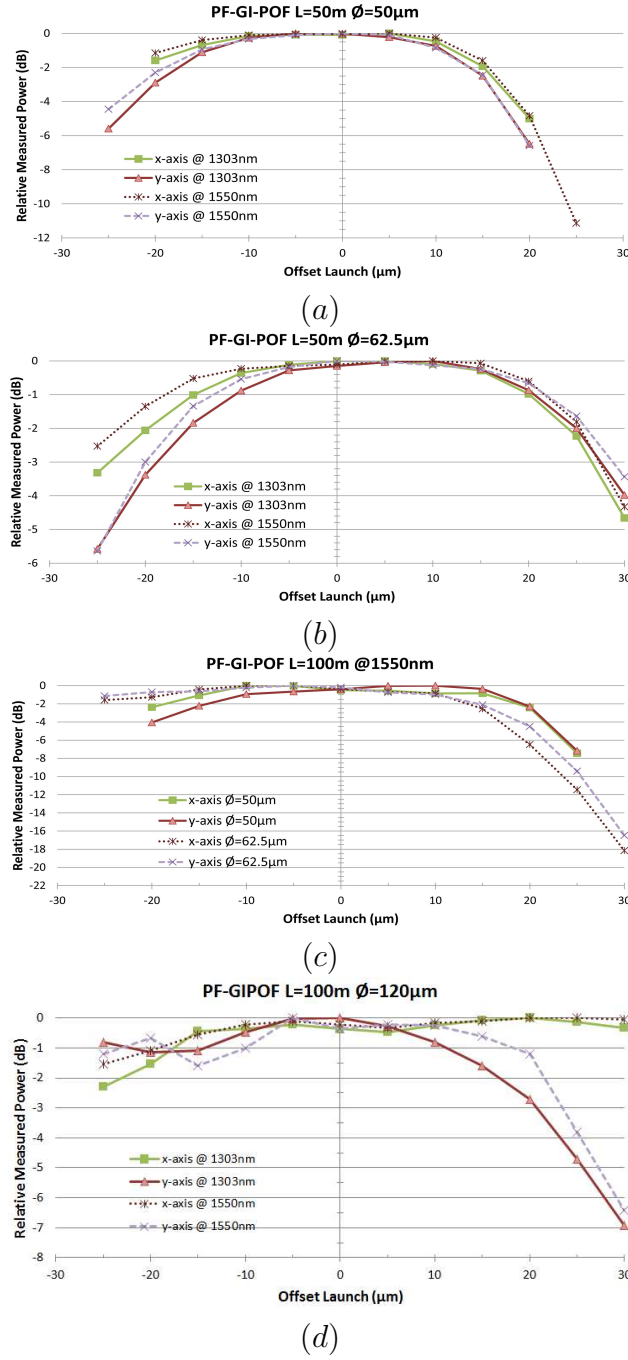 PF-GI-POF L=50m Ø=50µm
Relative Measured Power (dB)
0
-2
-4
-6
-8
-10
-12
x-axis @ 1303nm
y-axis @ 1303nm
x-axis @ 1550nm
y-axis @ 1550nm
-30 -20 -10 0 10 20 30
Offset Launch (µm)
(a)
PF-GI-POF L=50m Ø=62.5µm
Relative Measured Power (dB)
0
-1
-2
-3
-4
-5
-6
x-axis @ 1303nm
y-axis @ 1303nm
x-axis @ 1550nm
y-axis @ 1550nm
-30 -20 -10 0 10 20 30
Offset Launch (µm)
(b)
PF-GI-POF L=100m @1550nm
Relative Measured Power (dB)
0
-2
-4
-6
-8
-10
-12
-14
-16
-18
-20
-22
x-axis Ø=50µm
y-axis Ø=50µm
x-axis Ø=62.5µm
y-axis Ø=62.5µm
-30 -20 -10 0 10 20 30
Offset Launch (µm)
(c)
PF-GIPOF L=100m Ø=120µm
Relative Measured Power (dB)
0
-1
-2
-3
-4
-5
-6
-7
-8
x-axis @ 1303nm
y-axis @ 1303nm
x-axis @ 1550nm
y-axis @ 1550nm
-30 -20 -10 0 10 20 30
Offset Launch (µm)
(d)